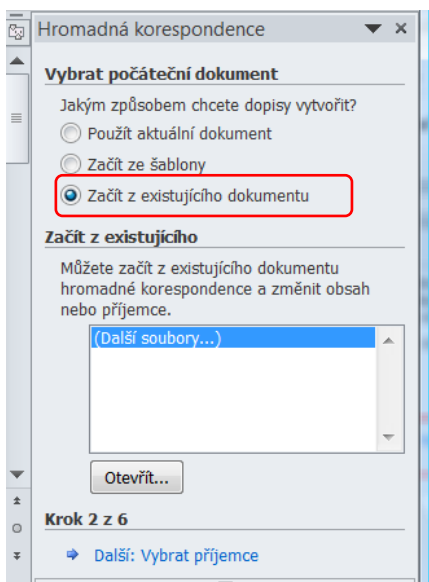 Hromadná korespondence
Vybrat počáteční dokument
Jakým způsobem chcete dopisy vytvořit?
Použít aktuální dokument
Začít ze šablony
Začít z existujícího dokumentu
Začít z existujícího
Můžete začít z existujícího dokumentu
hromadné korespondence a změnit obsah
nebo příjemce.
(Další soubory...)
Otevřít...
Krok 2 z 6
Další: Vybrat příjemce